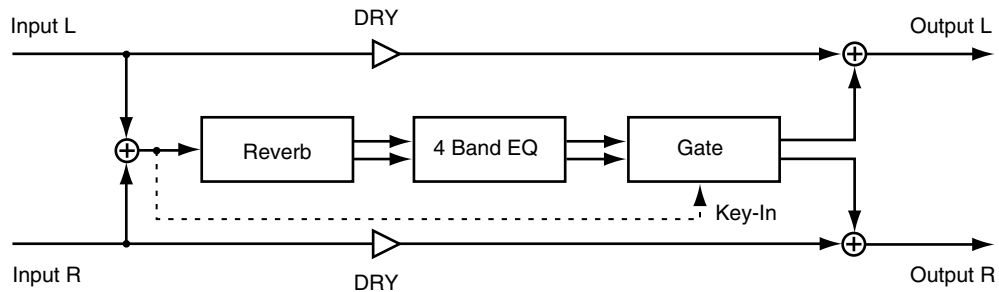 DRY
Input L
Output L
Reverb
4 Band EQ
Gate
Key-In
Input R
DRY
Output R